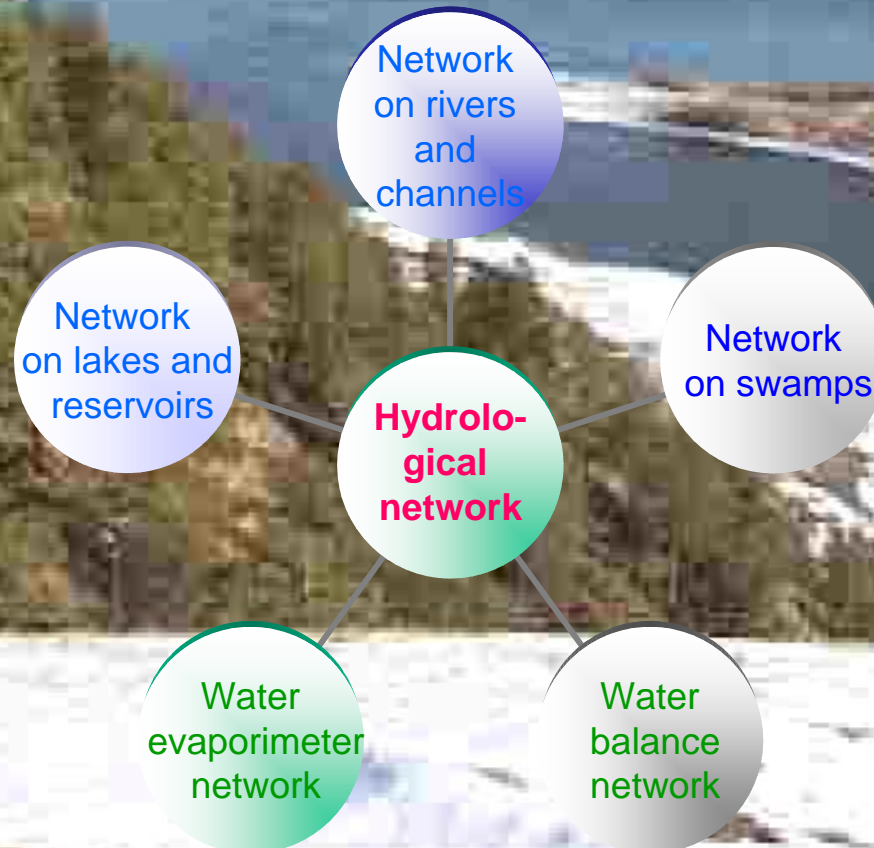 Network
on rivers
and
channels
Network
on lakes and
reservoirs
Network
on swamps
Hydrolo-
gical
network
Water
evaporimeter
network
Water
balance
network